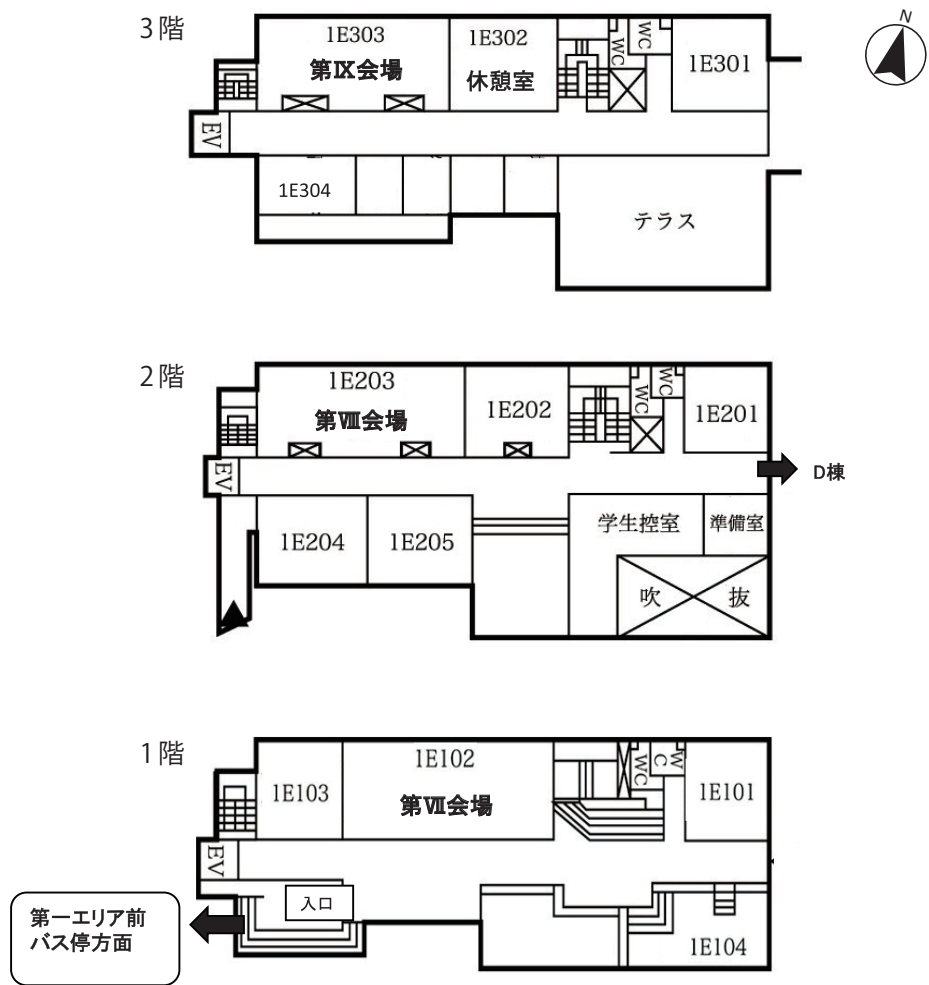 N
3階
1E303
第Ⅸ会場
1E302
休憩室
WC
WC
1E301
EV
1E304
テラス
2階
1E203
第Ⅷ会場
1E202
WC
WC
1E201
EV
D棟
1E204
1E205
学生控室
準備室
吹 抜
1階
1E103
1E102
第Ⅶ会場
WC
WC
1E101
EV
入口
第一エリア前
バス停方面
1E104